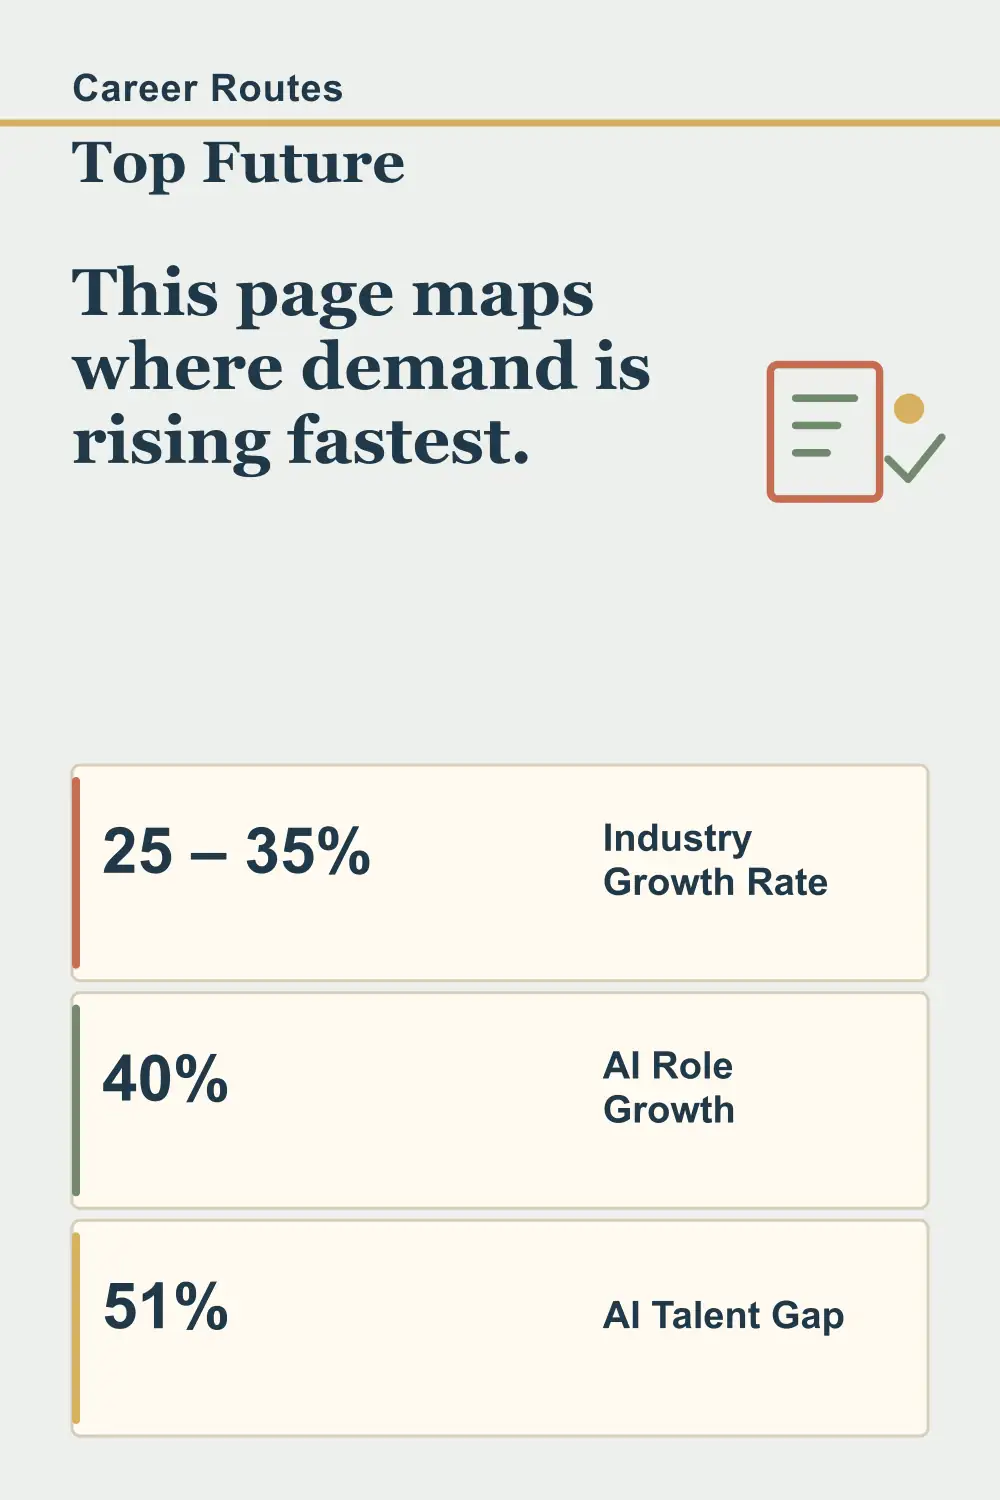 Career Routes
Top Future
This page maps
where demand is
rising fastest.
25 – 35%
Industry
Growth Rate
40%
AI Role
Growth
51%
AI Talent Gap